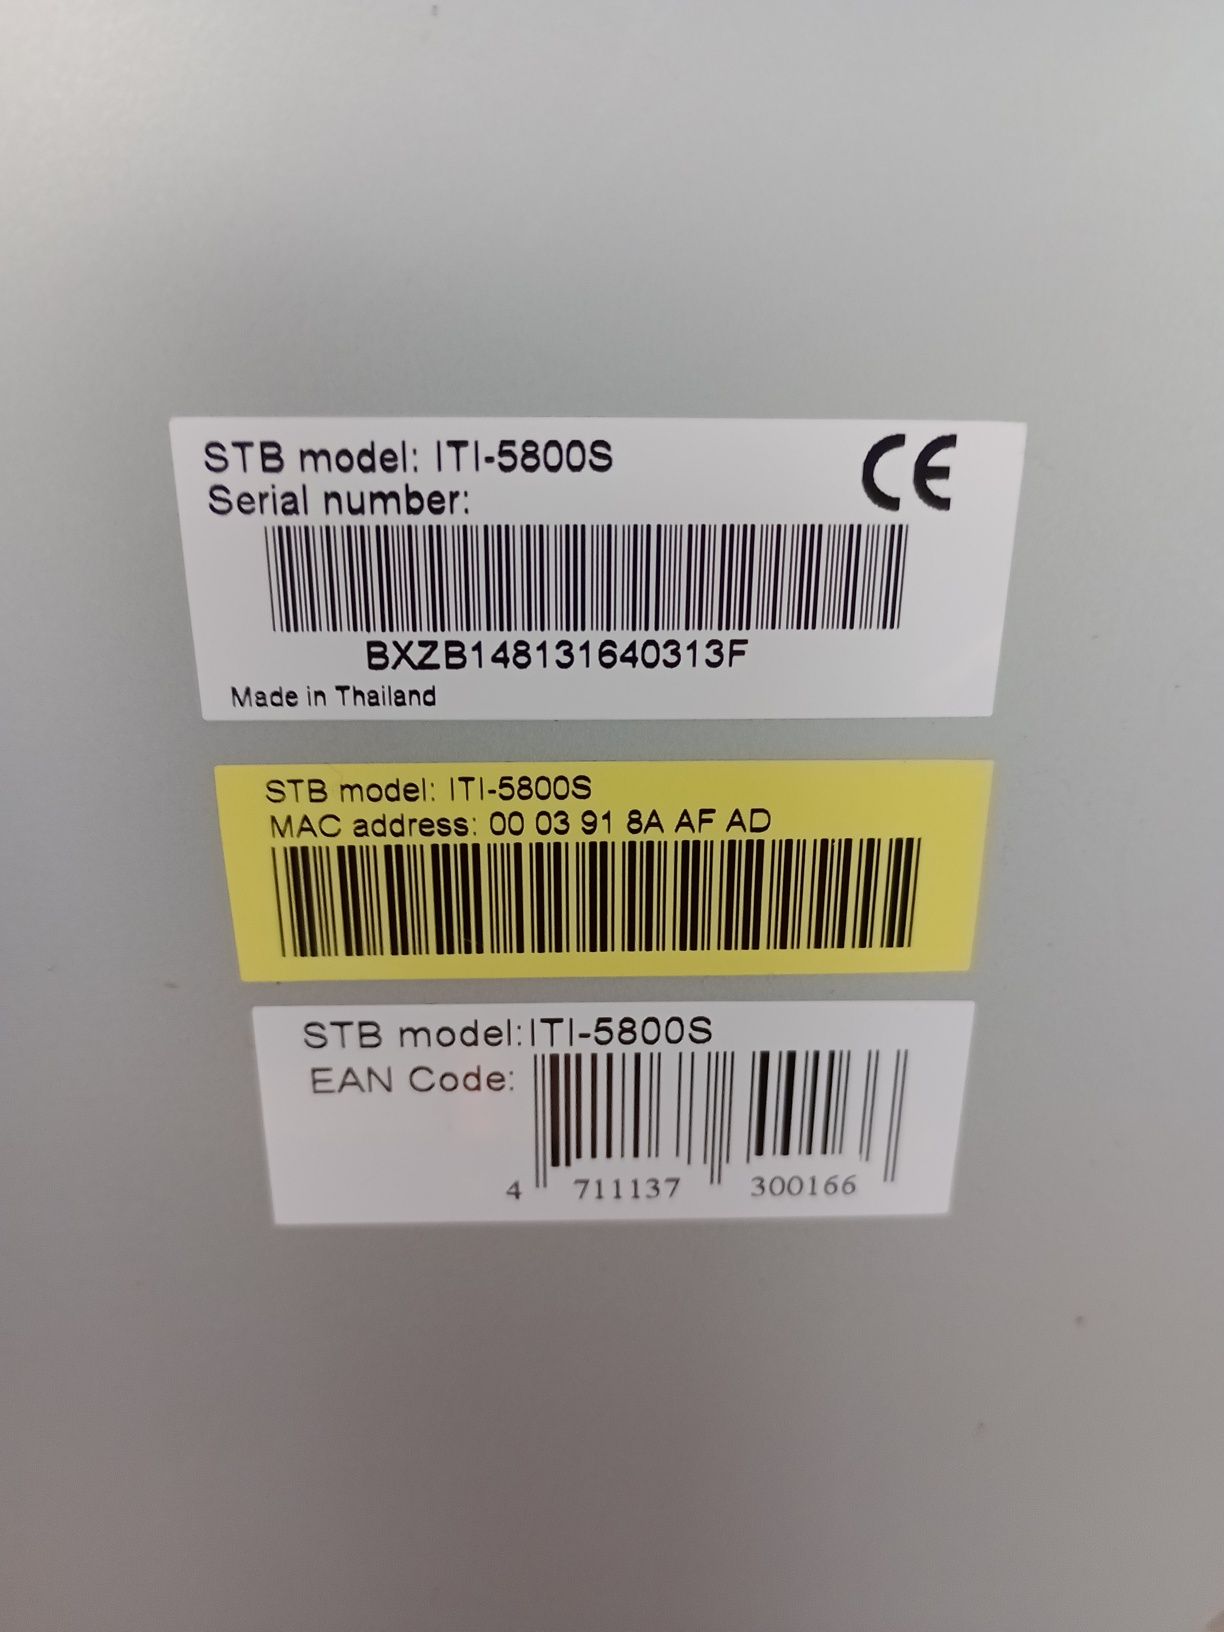 STB model: ITI-5800S
CE
Serial number:
BXZB148131640313F
Made in Thailand
STB model: ITI-5800S
MAC address: 00 03 91 8A AF AD
STB model:ITI-5800S
EAN Code:
4 711137 300166